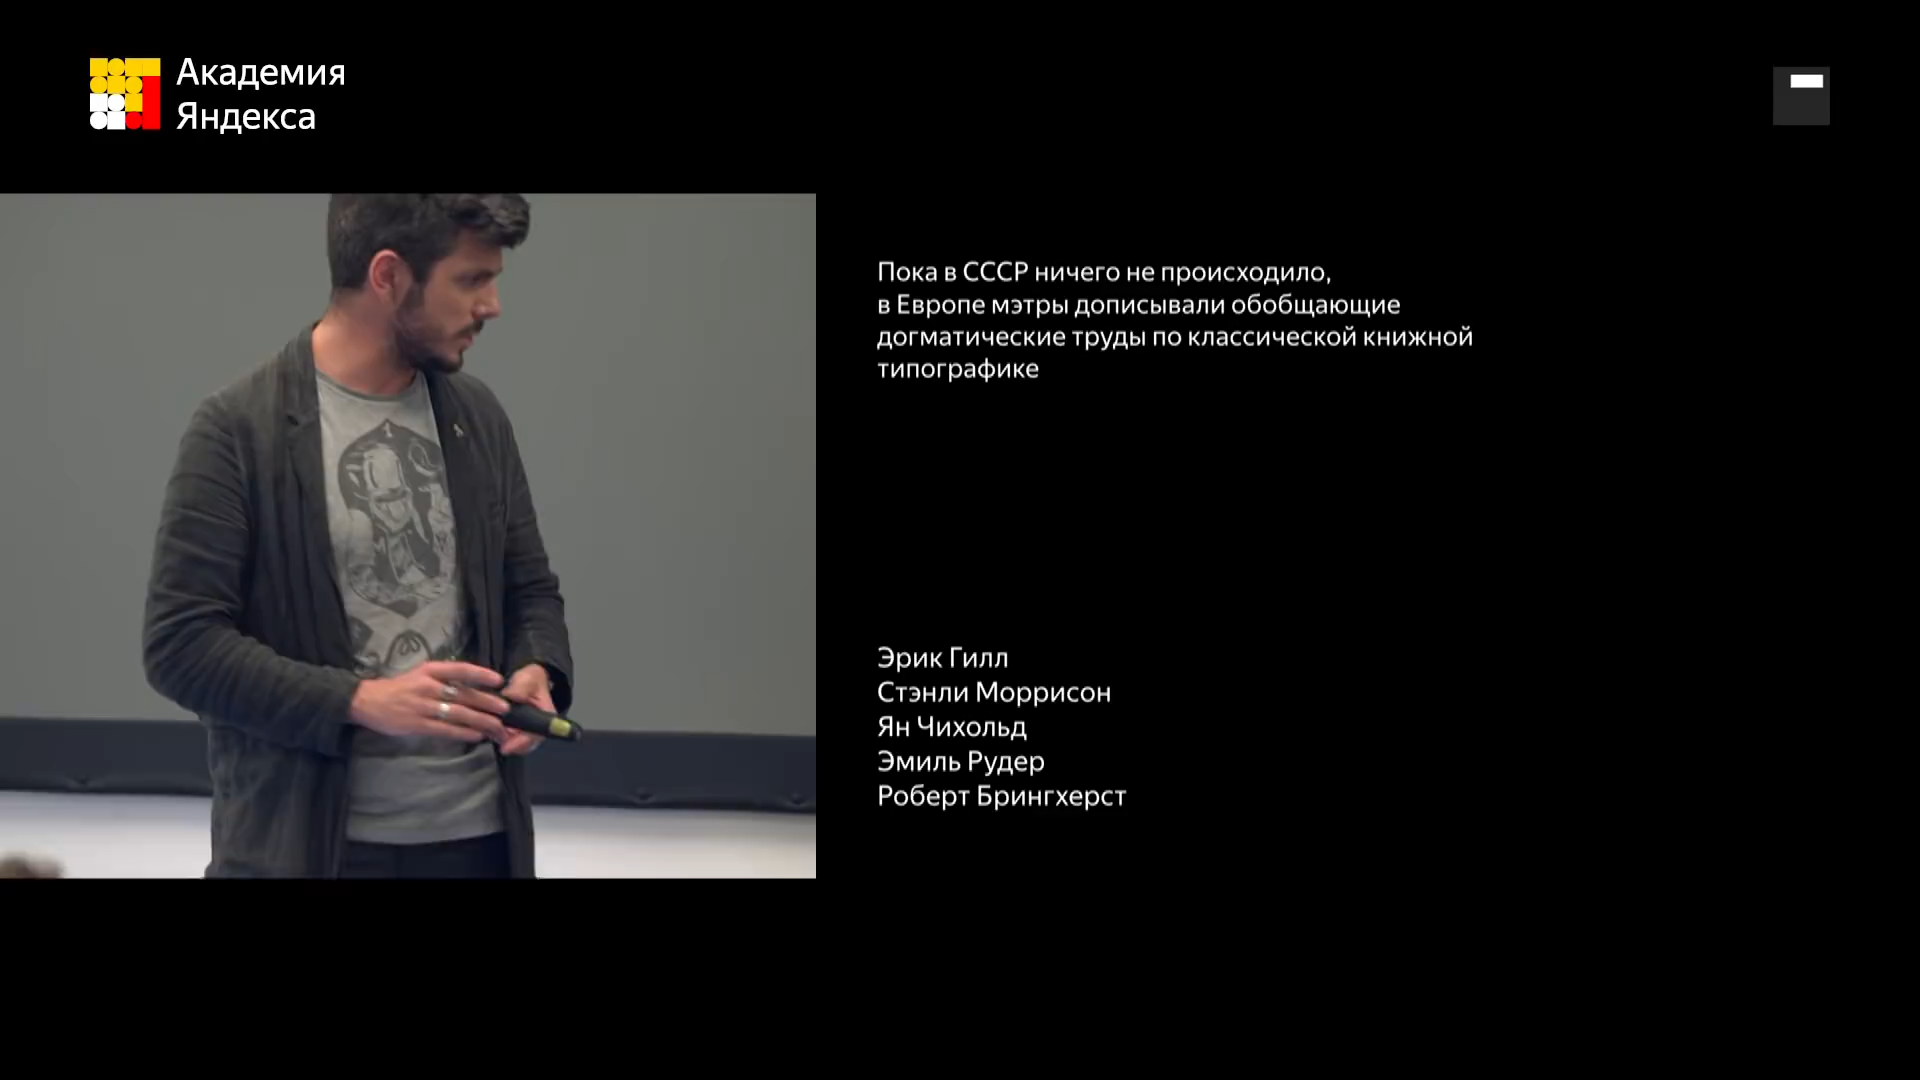 Академия
Яндекса
Пока в СССР ничего не происходило,
в Европе мэтры дописывали обобщающие
догматические труды по классической книжной
типографике
Эрик Гилл
Стэнли Моррисон
Ян Чихольд
Эмиль Рудер
Роберт Брингхерст